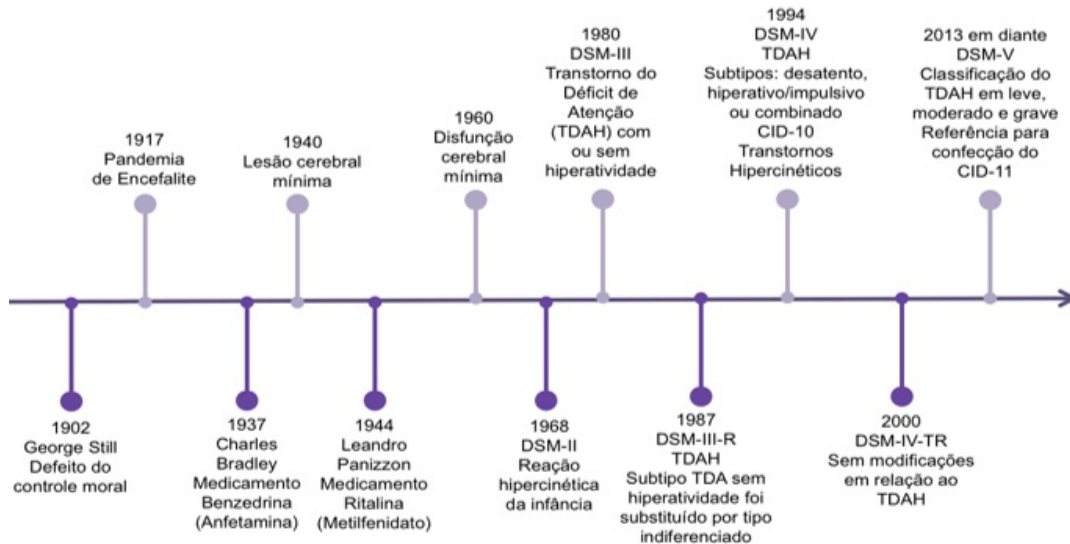 1917
Pandemia
de Encefalite
1940
Lesão cerebral
mínima
1960
Disfunção
cerebral
mínima
1980
DSM-III
Transtorno do
Déficit de
Atenção
(TDAH) com
ou sem
hiperatividade
1994
DSM-IV
TDAH
Subtipos: desatento,
hiperativo/impulsivo
ou combinado
CID-10
Transtornos
Hipercinéticos
2013 em diante
DSM-V
Classificação do
TDAH em leve,
moderado e grave
Referência para
confecção do
CID-11
1902
George Still
Defeito do
controle moral
1937
Charles
Bradley
Medicamento
Benzedrina
(Anfetamina)
1944
Leandro
Panizzon
Medicamento
Ritalina
(Metilfenidato)
1968
DSM-II
Reação
hipercinética
da infância
1987
DSM-III-R
TDAH
Subtipo TDA sem
hiperatividade foi
substituído por tipo
indiferenciado
2000
DSM-IV-TR
Sem modificações
em relação ao
TDAH